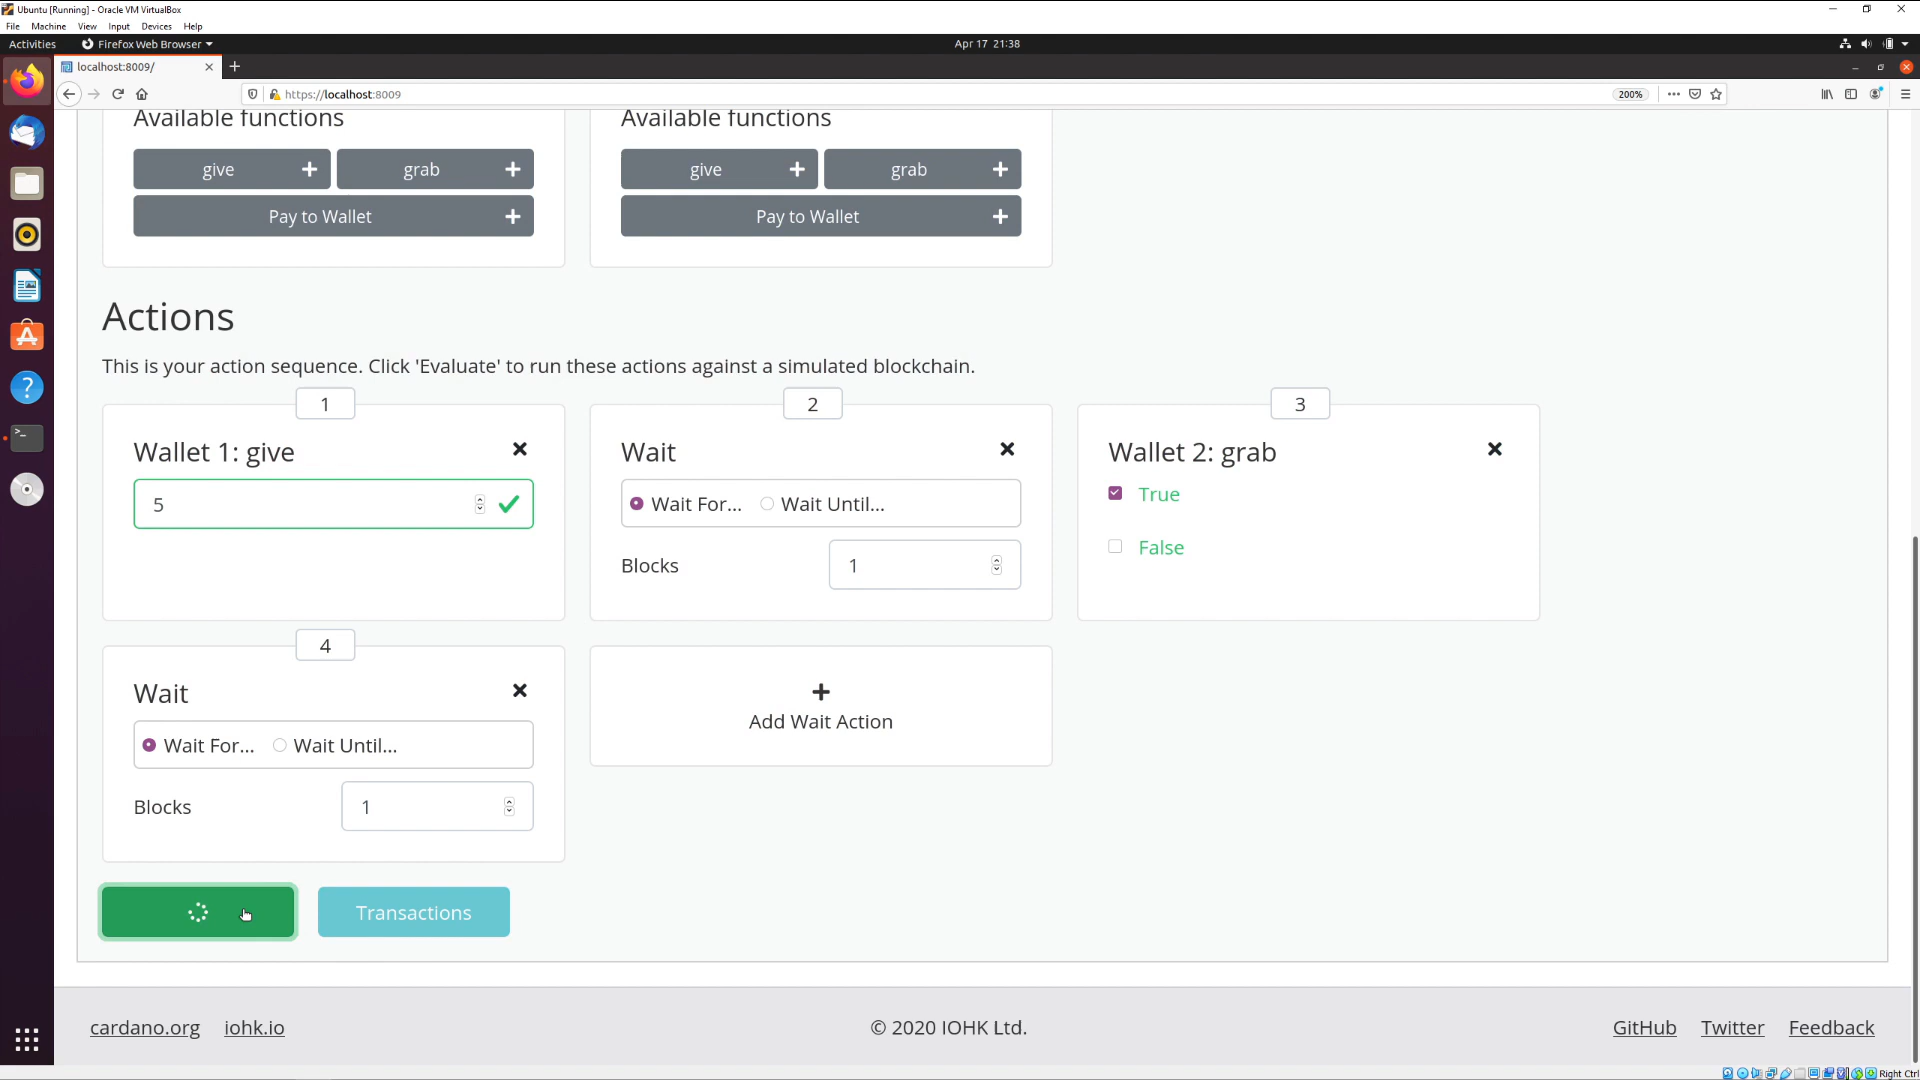 Ubuntu [Running] - Oracle VM VirtualBox
File Machine View Input Devices Help
Activities Firefox Web Browser Apr 17 21:38
localhost:8009/
https://localhost:8009 200%
Available functions Available functions
give grab give grab
Pay to Wallet Pay to Wallet
Actions
This is your action sequence. Click 'Evaluate' to run these actions against a simulated blockchain.
1 2 3
Wallet 1: give Wait Wallet 2: grab
5 Wait For... Wait Until... True
Blocks 1 False
4
Wait
Wait For... Wait Until... Add Wait Action
Blocks 1
Transactions
cardano.org iohk.io © 2020 IOHK Ltd. GitHub Twitter Feedback
Right Ctrl